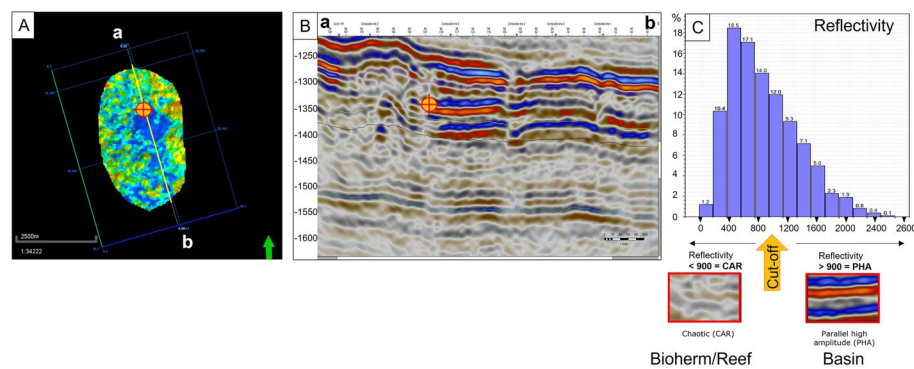 A
a
b
2500m
1:34222
B
a
b
-1250
-1300
-1350
-1400
-1450
-1500
-1550
-1600
C
%
Reflectivity
18
16
14
12
10
8
6
4
2
0
1.2
10.4
18.5
17.1
14.0
12.0
9.3
7.1
5.0
2.3
1.9
0.8
0.4
0.1
0 400 800 1200 1600 2000 2400 2800
Reflectivity
< 900 = CAR
Cut-off
Reflectivity
> 900 = PHA
Chaotic (CAR)
Parallel high
amplitude (PHA)
Bioherm/Reef
Basin